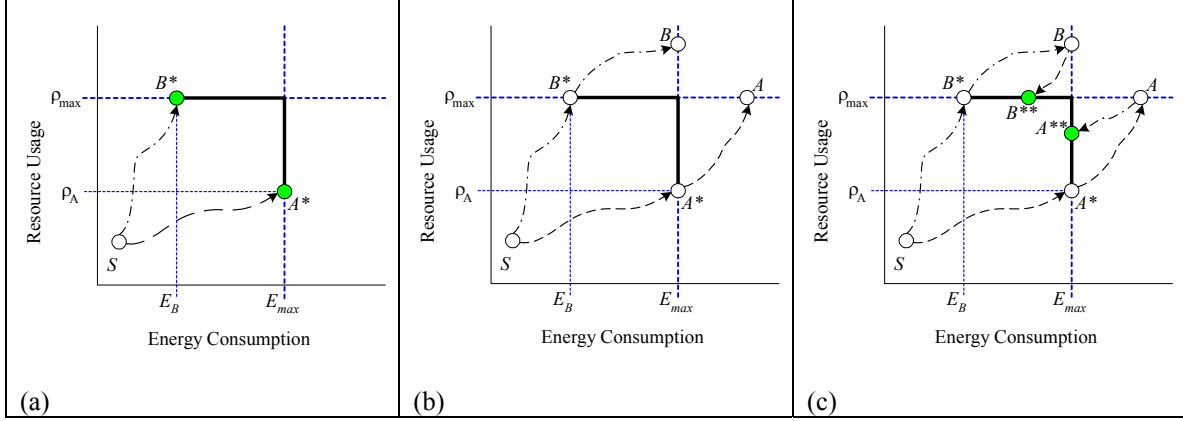 B*
ρmax
Resource Usage
ρA
A*
S
EB
Emax
Energy Consumption
(a)
B
B*
A
ρmax
Resource Usage
ρA
A*
S
EB
Emax
Energy Consumption
(b)
B
B*
A
ρmax
B**
A**
Resource Usage
ρA
A*
S
EB
Emax
Energy Consumption
(c)